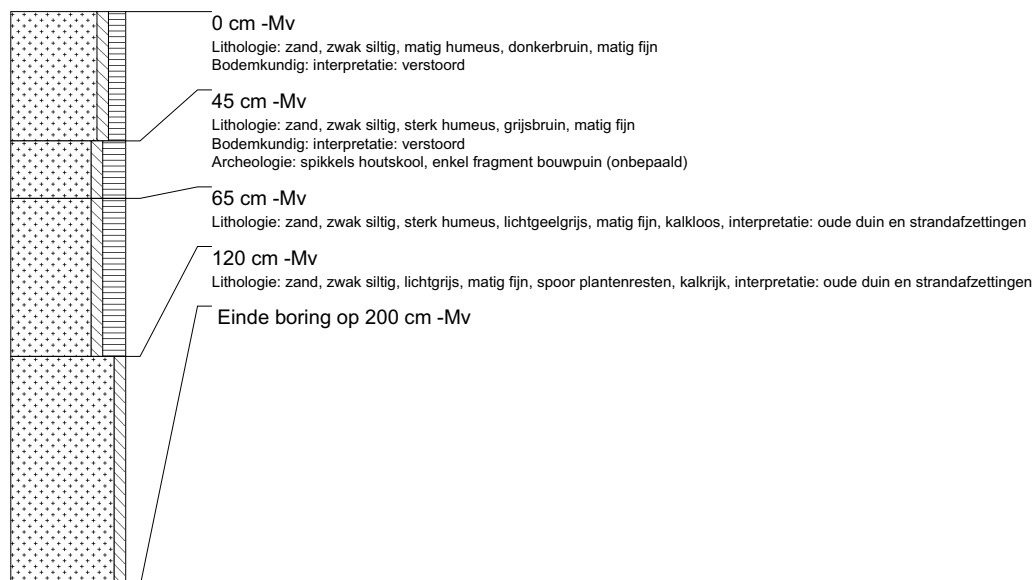 0 cm -Mv
Lithologie: zand, zwak siltig, matig humeus, donkerbruin, matig fijn
Bodemkundig: interpretatie: verstoord
45 cm -Mv
Lithologie: zand, zwak siltig, sterk humeus, grijsbruin, matig fijn
Bodemkundig: interpretatie: verstoord
Archeologie: spikkels houtskool, enkel fragment bouwpuin (onbepaald)
65 cm -Mv
Lithologie: zand, zwak siltig, sterk humeus, lichtgeelgrijs, matig fijn, kalkloos, interpretatie: oude duin en strandafzettingen
120 cm -Mv
Lithologie: zand, zwak siltig, lichtgrijs, matig fijn, spoor plantenresten, kalkrijk, interpretatie: oude duin en strandafzettingen
Einde boring op 200 cm -Mv